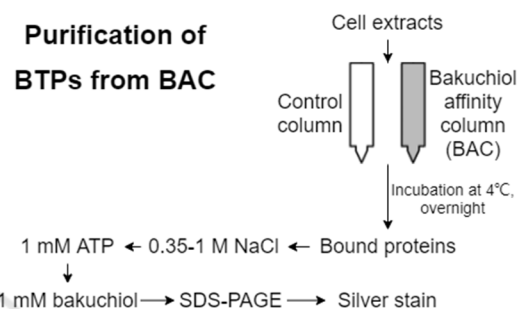 Purification of
BTPs from BAC
Cell extracts
Control
column
Bakuchiol
affinity
column
(BAC)
Incubation at 4℃,
overnight
1 mM ATP
0.35-1 M NaCl
Bound proteins
1 mM bakuchiol
SDS-PAGE
Silver stain